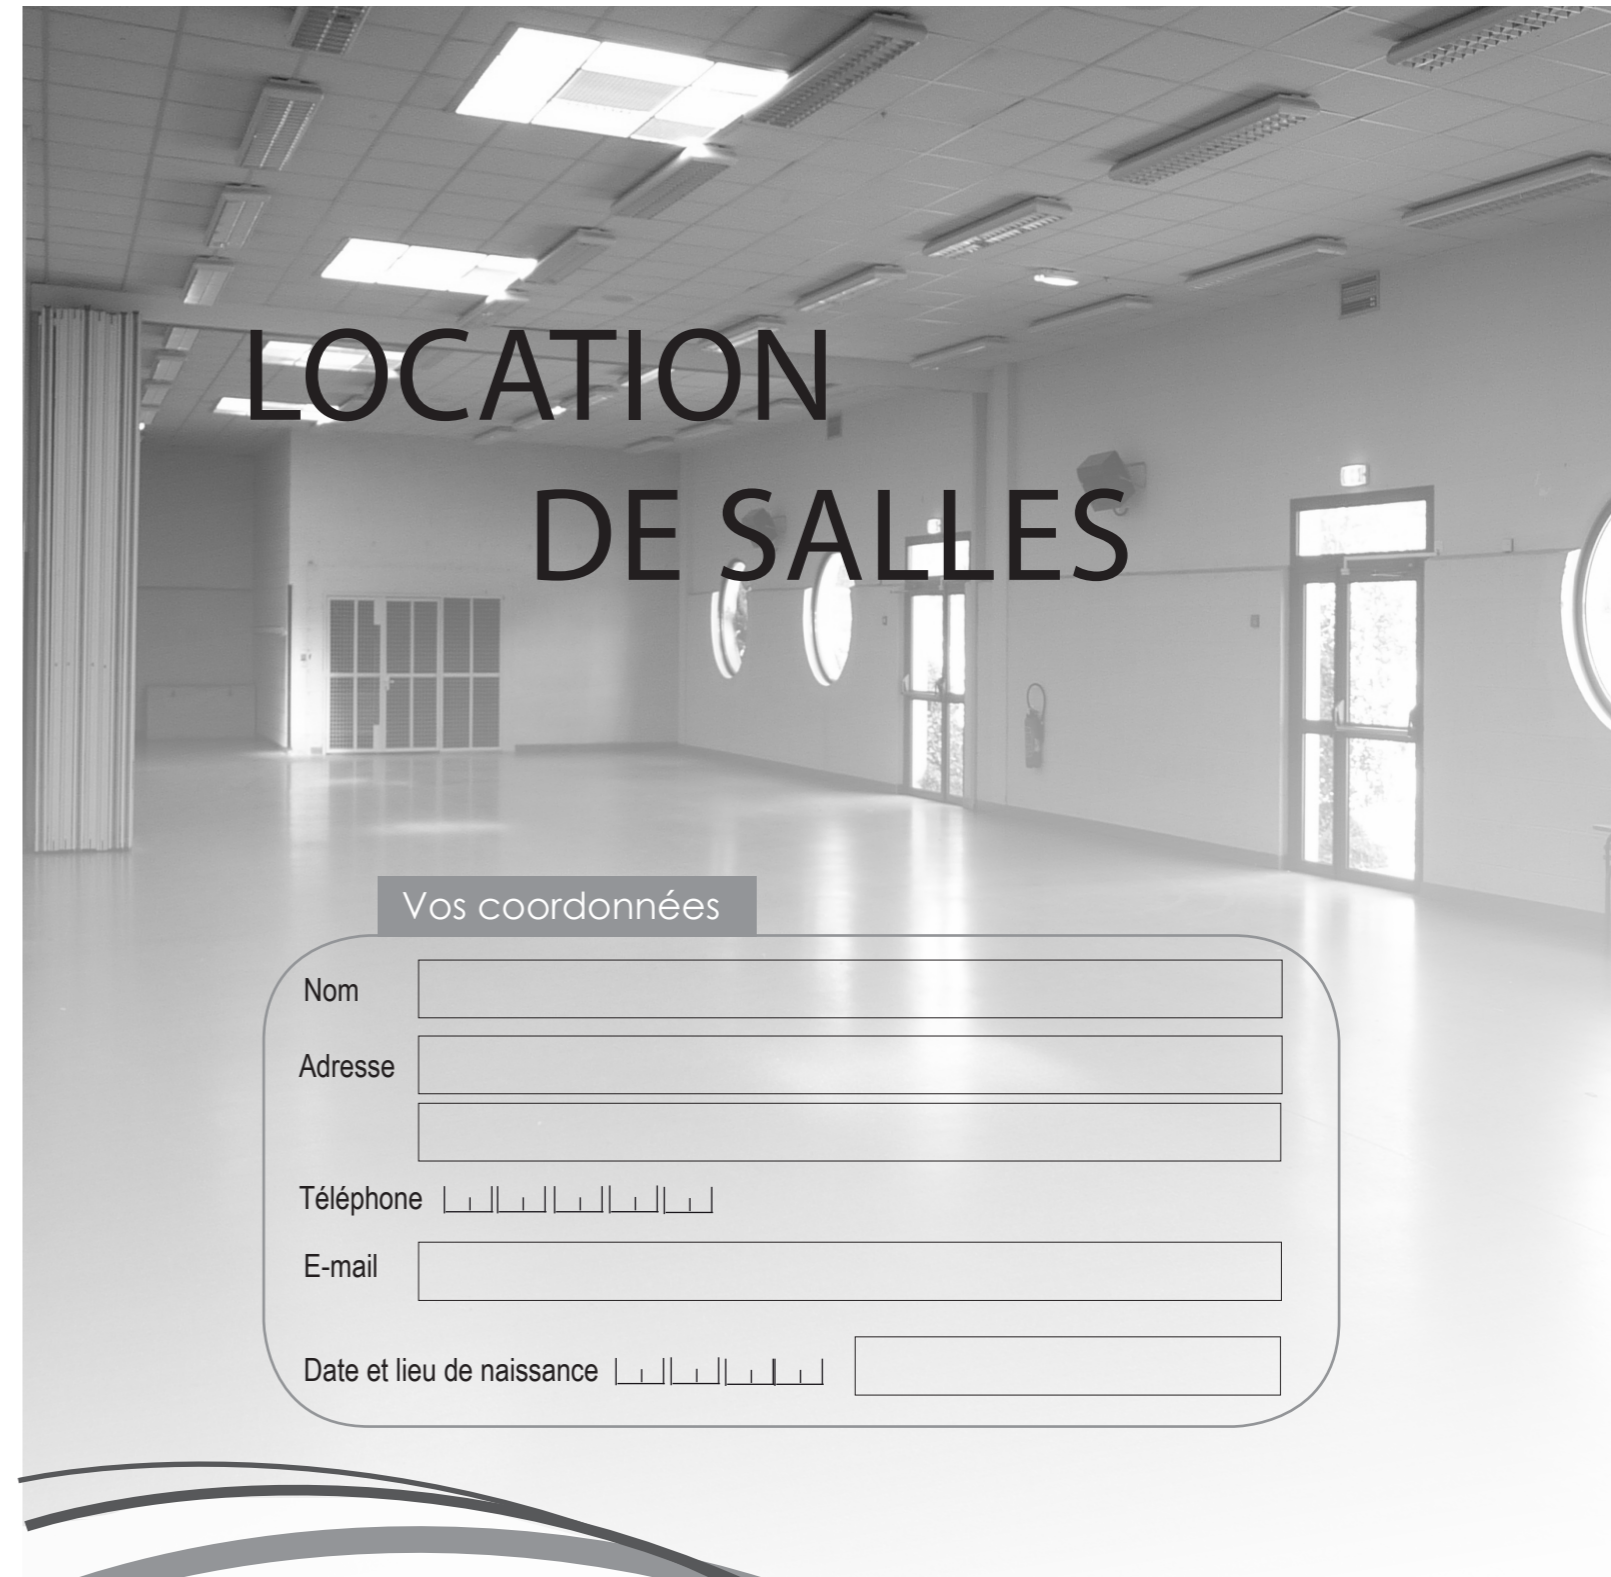 LOCATION
DE SALLES
Vos coordonnées
Nom
Adresse
Téléphone
E-mail
Date et lieu de naissance